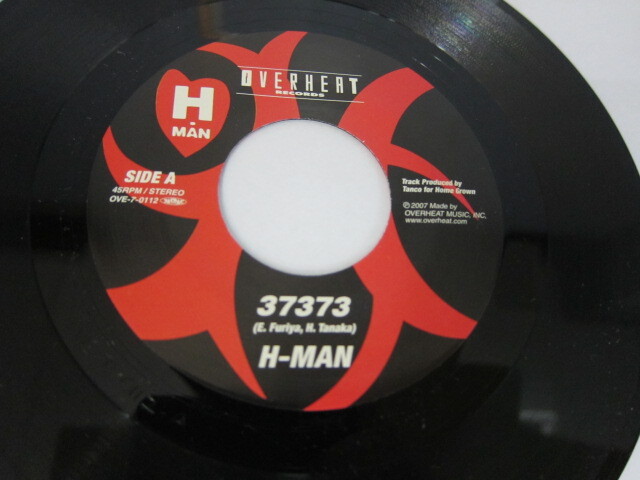 OVERHEAT
RECORDS
H
-
MAN
SIDE A
45RPM / STEREO
OVE-7-0112
Track Produced by
Tance for Home Grown
℗©2007 Made by
OVERHEAT MUSIC, INC.
www.overheat.com
37373
(E. Furiya, H. Tanaka)
H-MAN